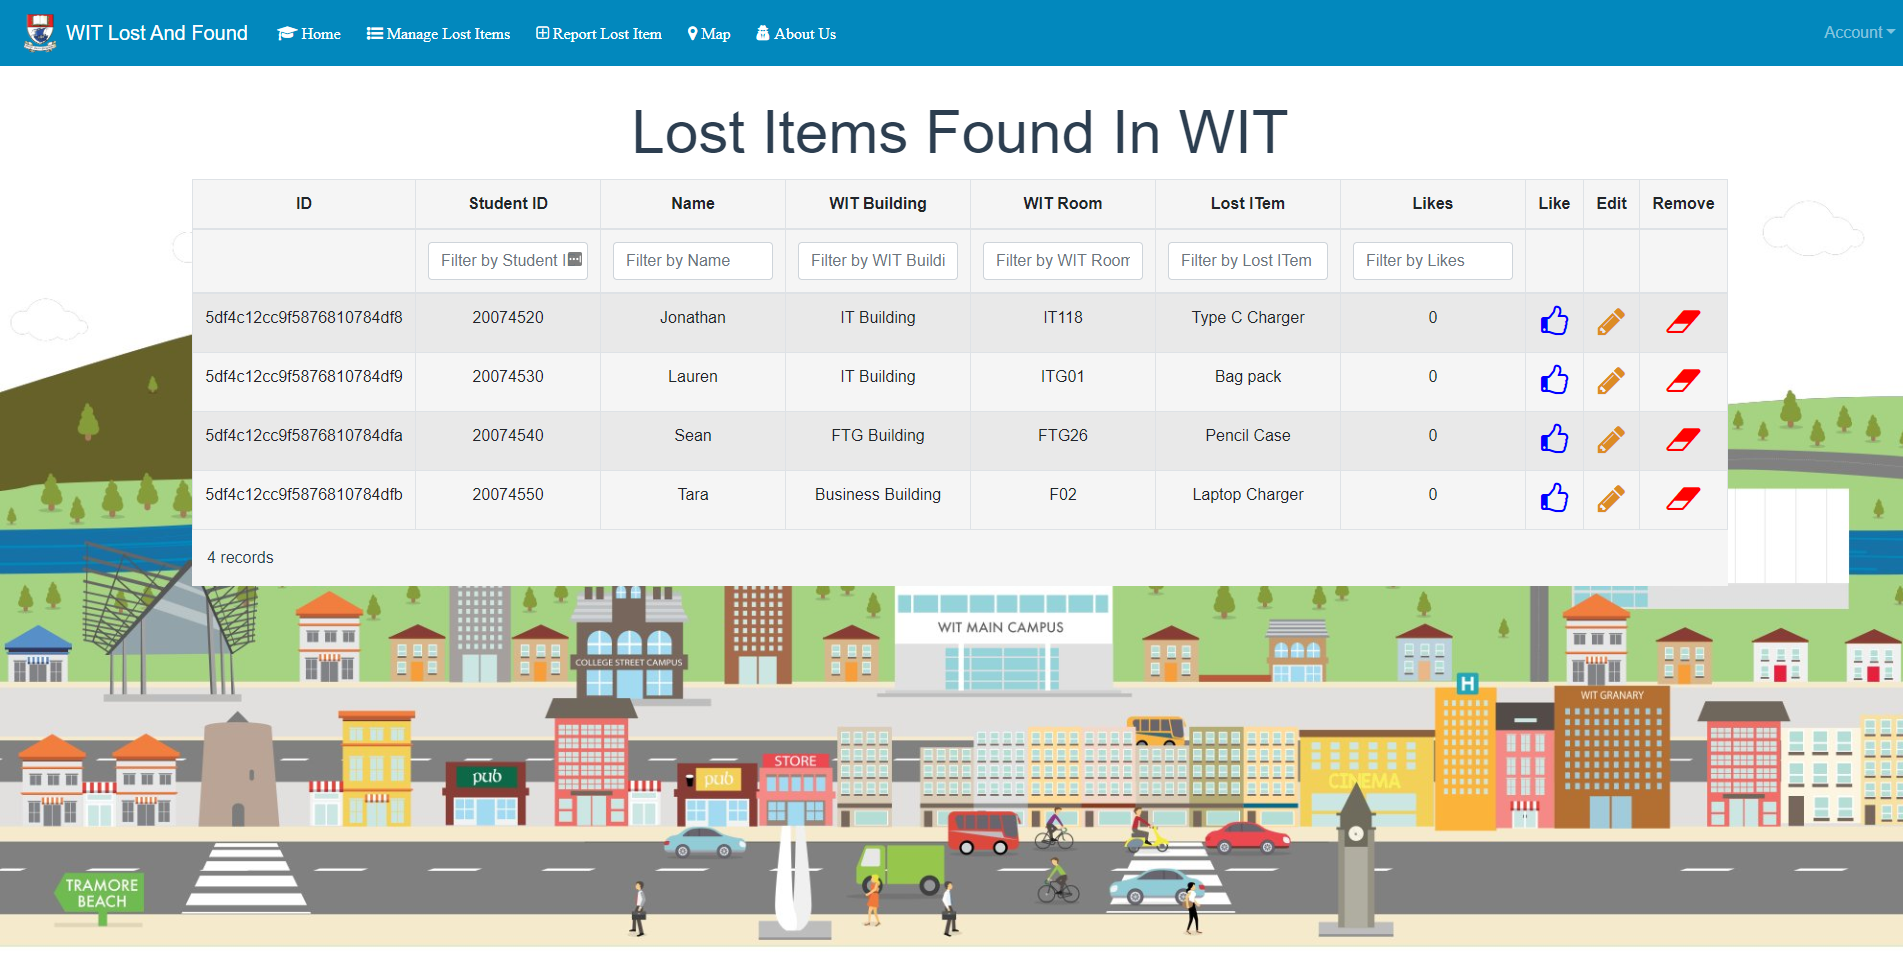 WIT Lost And Found Home Manage Lost Items Report Lost Item Map About Us Account
Lost Items Found In WIT
ID Student ID Name WIT Building WIT Room Lost ITem Likes Like Edit Remove
Filter by Student I Filter by Name Filter by WIT Buildi Filter by WIT Room Filter by Lost ITem Filter by Likes
5df4c12cc9f5876810784df8 20074520 Jonathan IT Building IT118 Type C Charger 0
5df4c12cc9f5876810784df9 20074530 Lauren IT Building ITG01 Bag pack 0
5df4c12cc9f5876810784dfa 20074540 Sean FTG Building FTG26 Pencil Case 0
5df4c12cc9f5876810784dfb 20074550 Tara Business Building F02 Laptop Charger 0
4 records
WIT MAIN CAMPUS
COLLEGE STREET CAMPUS
H
WIT GRANARY
STORE
pub
pub
CINEMA
TRAMORE
BEACH